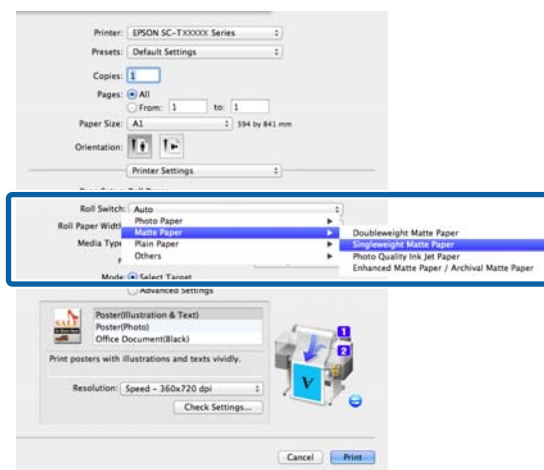 Printer: EPSON SC-TXXXXX Series
Presets: Default Settings
Copies: 1
Pages: All
From: 1 to: 1
Paper Size: A1 594 by 841 mm
Orientation:
Printer Settings
Roll Switch: Auto
Roll Paper Width
Photo Paper
Matte Paper
Media Type
Plain Paper
Others
Doubleweight Matte Paper
Singleweight Matte Paper
Photo Quality Ink Jet Paper
Enhanced Matte Paper / Archival Matte Paper
Mode: Select Target
Advanced Settings
SALE
Poster(Illustration & Text)
Poster(Photo)
Office Document(Black)
Print posters with illustrations and texts vividly.
1
2
V
Resolution: Speed - 360x720 dpi
Check Settings...
Cancel Print